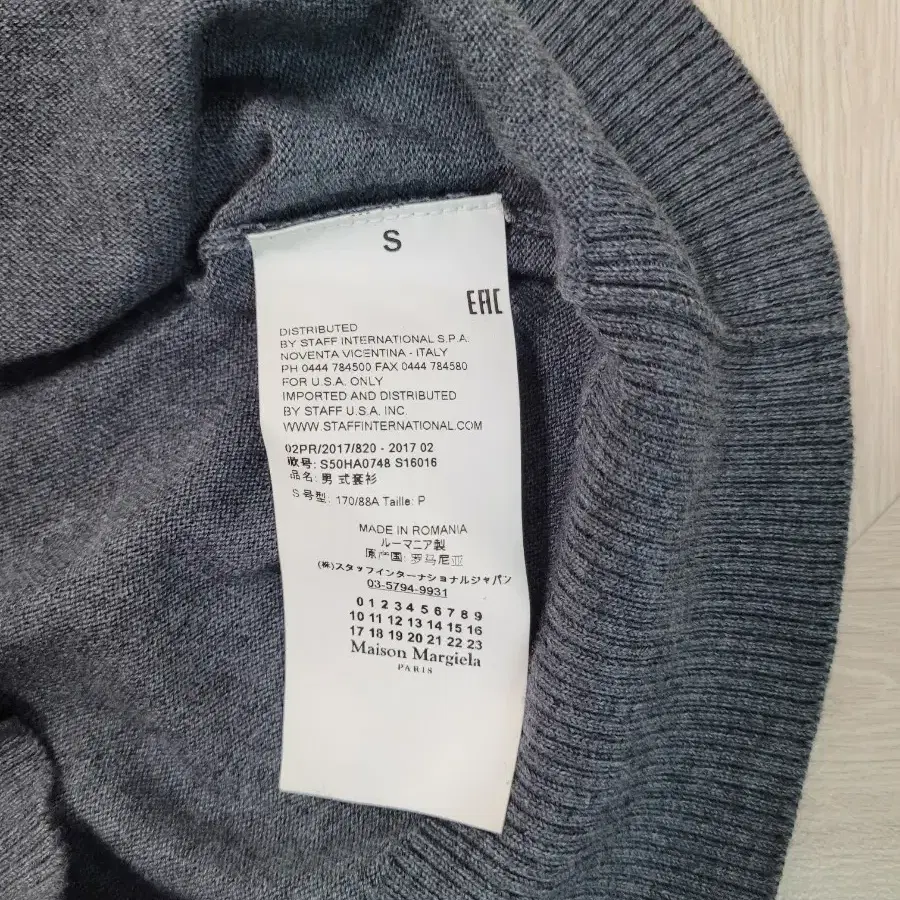 S
EAC
DISTRIBUTED
BY STAFF INTERNATIONAL S.P.A.
NOVENTA VICENTINA - ITALY
PH 0444 784500 FAX 0444 784580
FOR U.S.A. ONLY
IMPORTED AND DISTRIBUTED
BY STAFF U.S.A. INC.
WWW.STAFFINTERNATIONAL.COM
02PR/2017/820 - 2017 02
款号: S50HA0748 S16016
品名: 男 式套衫
S 号型: 170/88A Taille: P
MADE IN ROMANIA
ルーマニア製
原产国: 罗马尼亚
(株)スタッフインターナショナルジャパン
03-5794-9931
0 1 2 3 4 5 6 7 8 9
10 11 12 13 14 15 16
17 18 19 20 21 22 23
Maison Margiela
PARIS